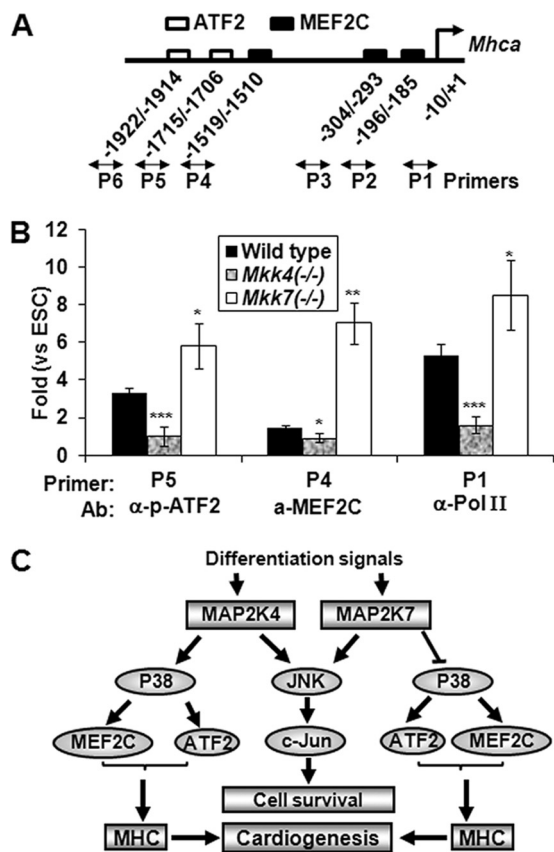 A
ATF2 MEF2C
Mhca
-1922/-1914 -1715/-1706 -1519/-1510 -304/-293 -196/-185 -10/+1
P6 P5 P4 P3 P2 P1 Primers
B
12
10
8
6
4
2
0
Fold (vs ESC)
Wild type
Mkk4(-/-)
Mkk7(-/-)
* ** *
*** * ***
Primer: P5 P4 P1
Ab: α-p-ATF2 a-MEF2C α-Pol II
C
Differentiation signals
MAP2K4 MAP2K7
P38 JNK P38
MEF2C ATF2 c-Jun ATF2 MEF2C
Cell survival
MHC Cardiogenesis MHC